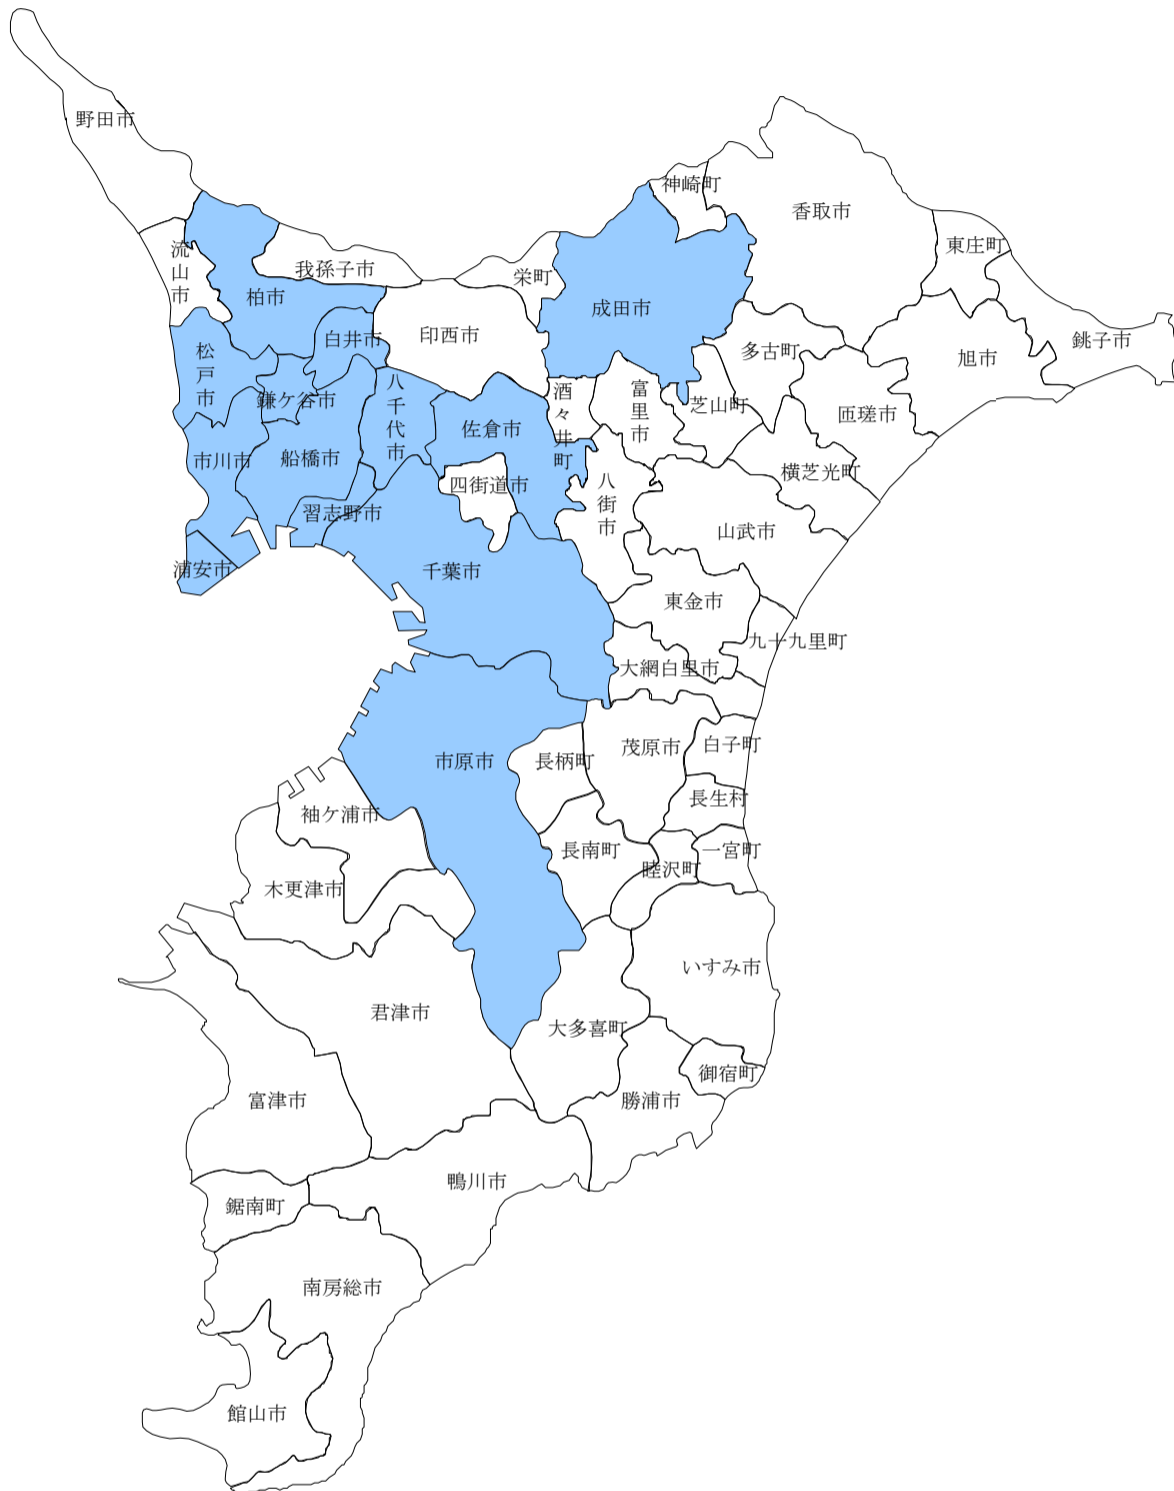 野田市
神崎町
香取市
東庄町
流山市
我孫子市
栄町
柏市
成田市
白井市
印西市
銚子市
多古町
旭市
松戸市
鎌ケ谷市
八千代市
酒々井町
富里市
芝山町
匝瑳市
佐倉市
市川市
船橋市
四街道市
八街市
横芝光町
習志野市
山武市
浦安市
千葉市
東金市
九十九里町
大網白里市
市原市
長柄町
茂原市
白子町
袖ケ浦市
長生村
長南町
一宮町
睦沢町
木更津市
いすみ市
君津市
大多喜町
御宿町
富津市
勝浦市
鴨川市
鋸南町
南房総市
館山市